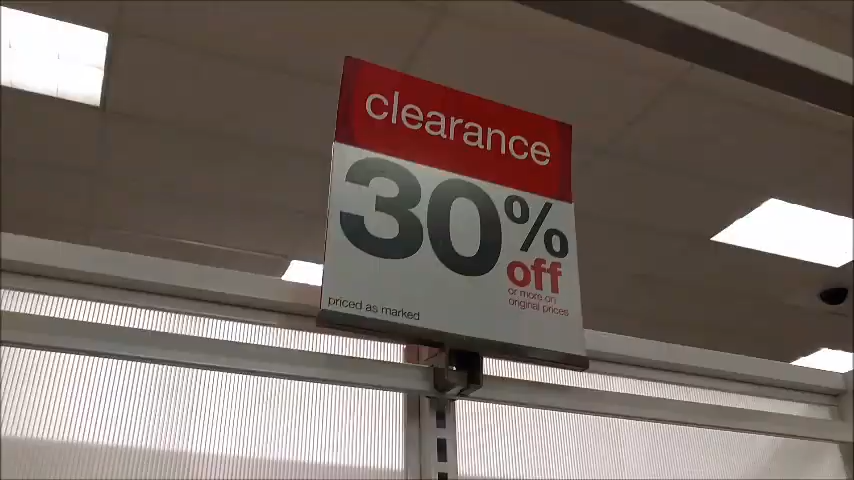 clearance
30% off
or more on
original prices
priced as marked